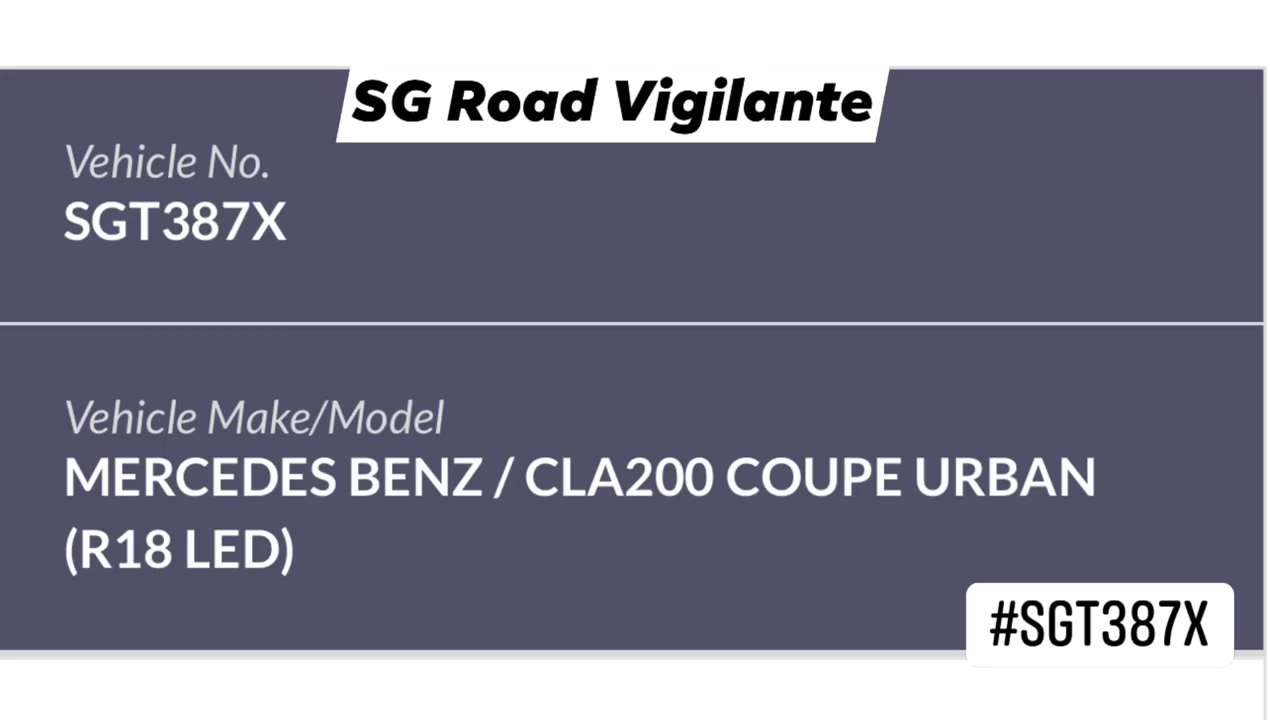 SG Road Vigilante
Vehicle No.
SGT387X
Vehicle Make/Model
MERCEDES BENZ / CLA200 COUPE URBAN
(R18 LED)
#SGT387X